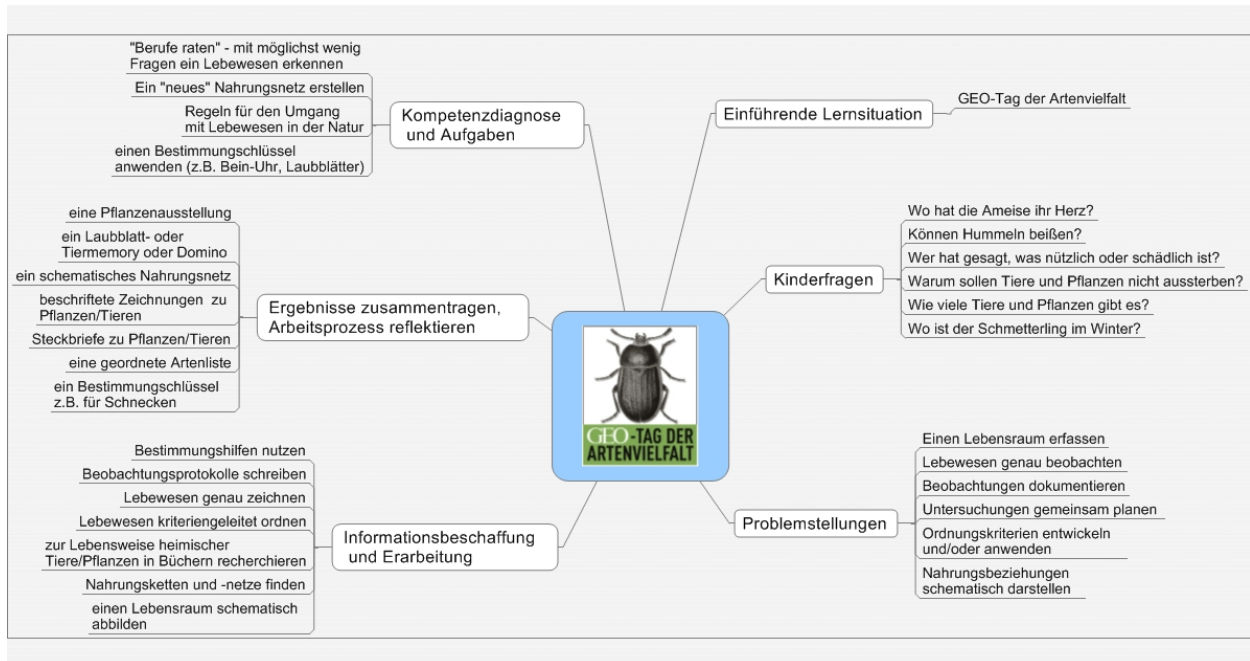 "Berufe raten" - mit möglichst wenig
Fragen ein Lebewesen erkennen
Ein "neues" Nahrungsnetz erstellen
Regeln für den Umgang
mit Lebewesen in der Natur
einen Bestimmungschlüssel
anwenden (z.B. Bein-Uhr, Laubblätter)
Kompetenzdiagnose
und Aufgaben
eine Pflanzenausstellung
ein Laubblatt- oder
Tiermemory oder Domino
ein schematisches Nahrungsnetz
beschriftete Zeichnungen zu
Pflanzen/Tieren
Steckbriefe zu Pflanzen/Tieren
eine geordnete Artenliste
ein Bestimmungschlüssel
z.B. für Schnecken
Ergebnisse zusammentragen,
Arbeitsprozess reflektieren
Bestimmungshilfen nutzen
Beobachtungsprotokolle schreiben
Lebewesen genau zeichnen
Lebewesen kriteriengeleitet ordnen
zur Lebensweise heimischer
Tiere/Pflanzen in Büchern recherchieren
Nahrungsketten und -netze finden
einen Lebensraum schematisch
abbilden
Informationsbeschaffung
und Erarbeitung
GEO-TAG DER
ARTENVIELFALT
Einführende Lernsituation
GEO-Tag der Artenvielfalt
Kinderfragen
Wo hat die Ameise ihr Herz?
Können Hummeln beißen?
Wer hat gesagt, was nützlich oder schädlich ist?
Warum sollen Tiere und Pflanzen nicht aussterben?
Wie viele Tiere und Pflanzen gibt es?
Wo ist der Schmetterling im Winter?
Problemstellungen
Einen Lebensraum erfassen
Lebewesen genau beobachten
Beobachtungen dokumentieren
Untersuchungen gemeinsam planen
Ordnungskriterien entwickeln
und/oder anwenden
Nahrungsbeziehungen
schematisch darstellen